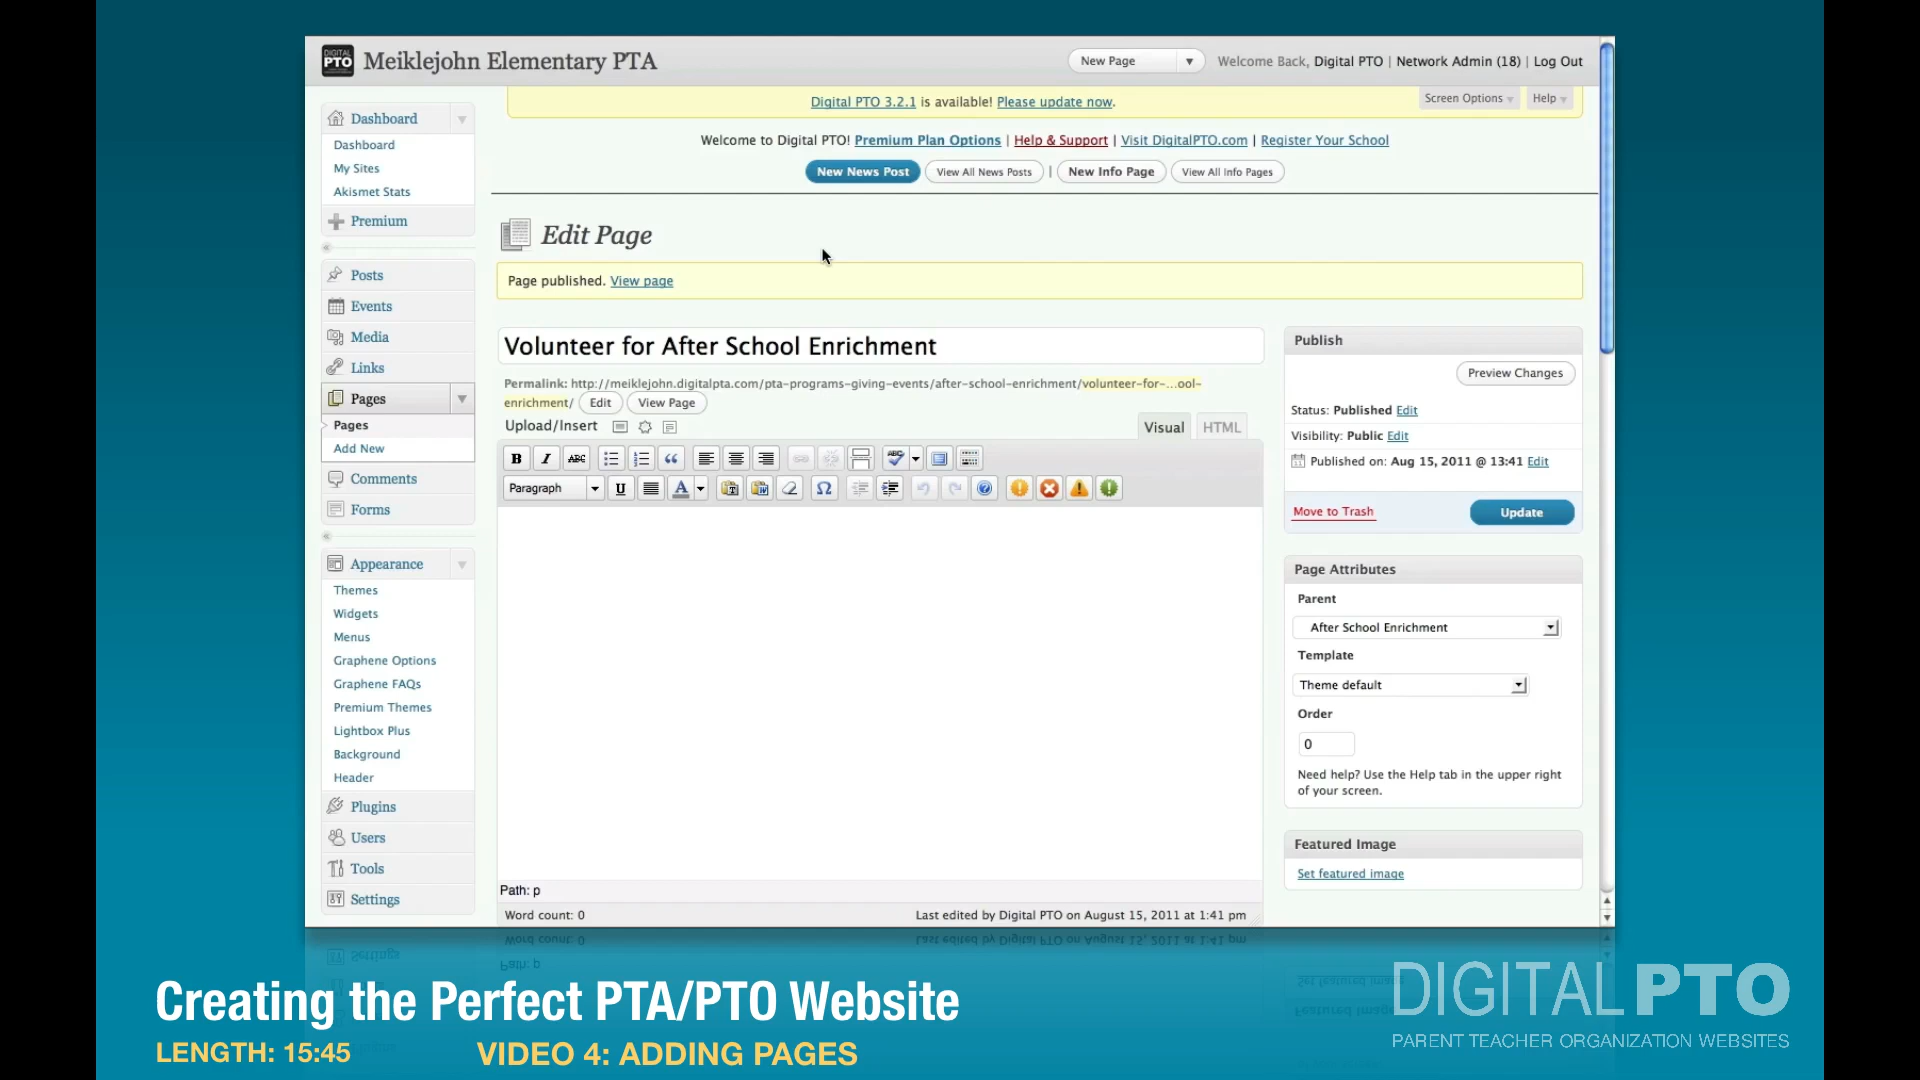 DIGITAL PTO
Meiklejohn Elementary PTA
New Page
Welcome Back, Digital PTO | Network Admin (18) | Log Out
Digital PTO 3.2.1 is available! Please update now.
Screen Options
Help
Welcome to Digital PTO! Premium Plan Options | Help & Support | Visit DigitalPTO.com | Register Your School
New News Post
View All News Posts
|
New Info Page
View All Info Pages
Dashboard
Dashboard
My Sites
Akismet Stats
Premium
Posts
Events
Media
Links
Pages
Pages
Add New
Comments
Forms
Appearance
Themes
Widgets
Menus
Graphene Options
Graphene FAQs
Premium Themes
Lightbox Plus
Background
Header
Plugins
Users
Tools
Settings
Edit Page
Page published. View page
Volunteer for After School Enrichment
Permalink: http://meiklejohn.digitalpta.com/pta-programs-giving-events/after-school-enrichment/volunteer-for-...ool-
enrichment/ Edit View Page
Upload/Insert
Visual
HTML
B I ABC
Paragraph U A Ω
Path: p
Word count: 0
Last edited by Digital PTO on August 15, 2011 at 1:41 pm
Publish
Preview Changes
Status: Published Edit
Visibility: Public Edit
Published on: Aug 15, 2011 @ 13:41 Edit
Move to Trash
Update
Page Attributes
Parent
After School Enrichment
Template
Theme default
Order
0
Need help? Use the Help tab in the upper right
of your screen.
Featured Image
Set featured image
Creating the Perfect PTA/PTO Website
LENGTH: 15:45
VIDEO 4: ADDING PAGES
DIGITALPTO
PARENT TEACHER ORGANIZATION WEBSITES